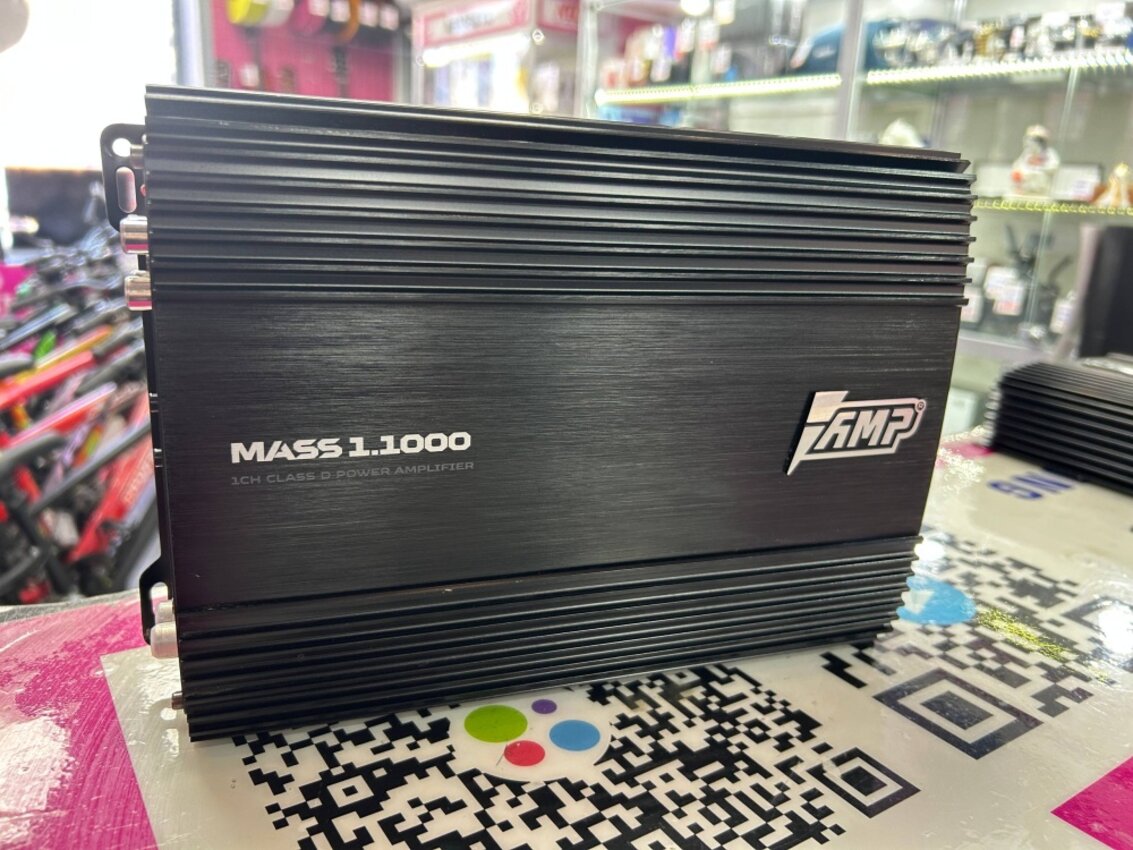 MASS 1.1000
1CH CLASS D POWER AMPLIFIER
AMP®